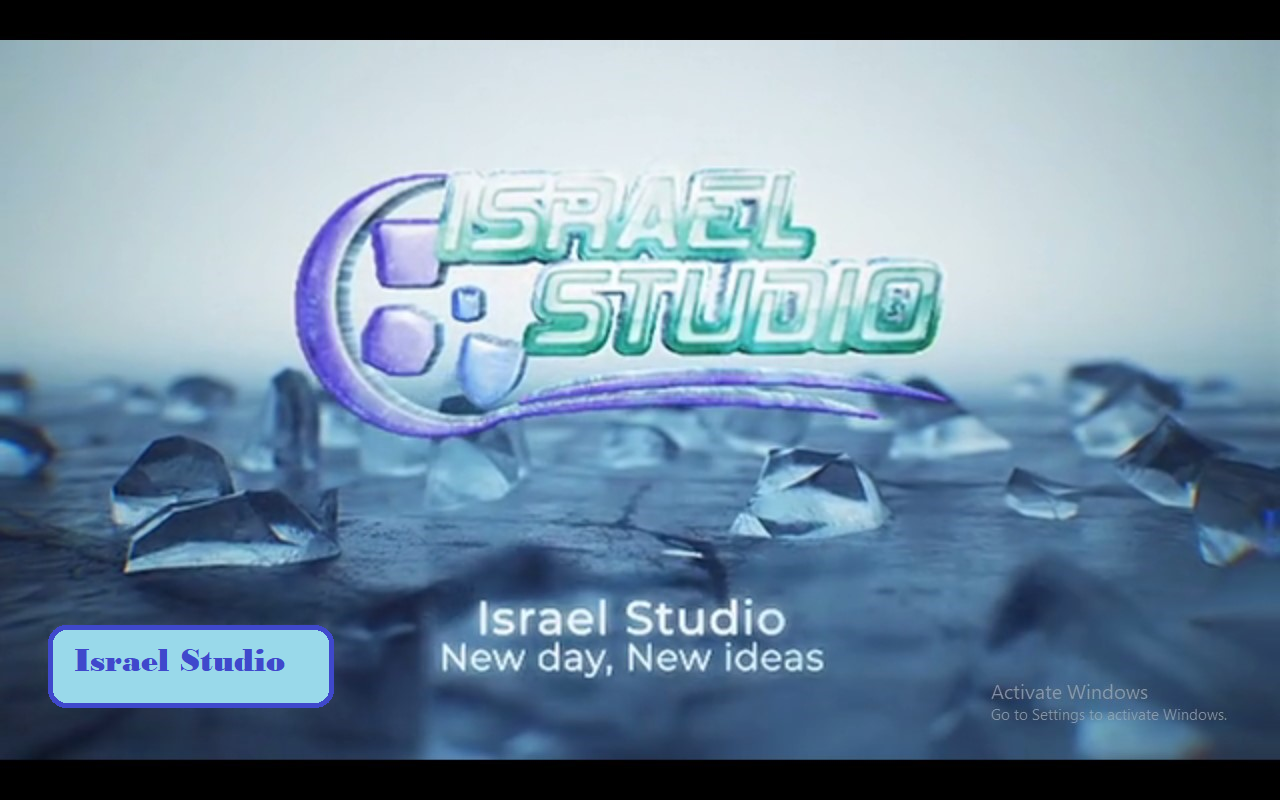 ISRAEL
STUDIO
Israel Studio
New day, New ideas
Israel Studio
Activate Windows
Go to Settings to activate Windows.